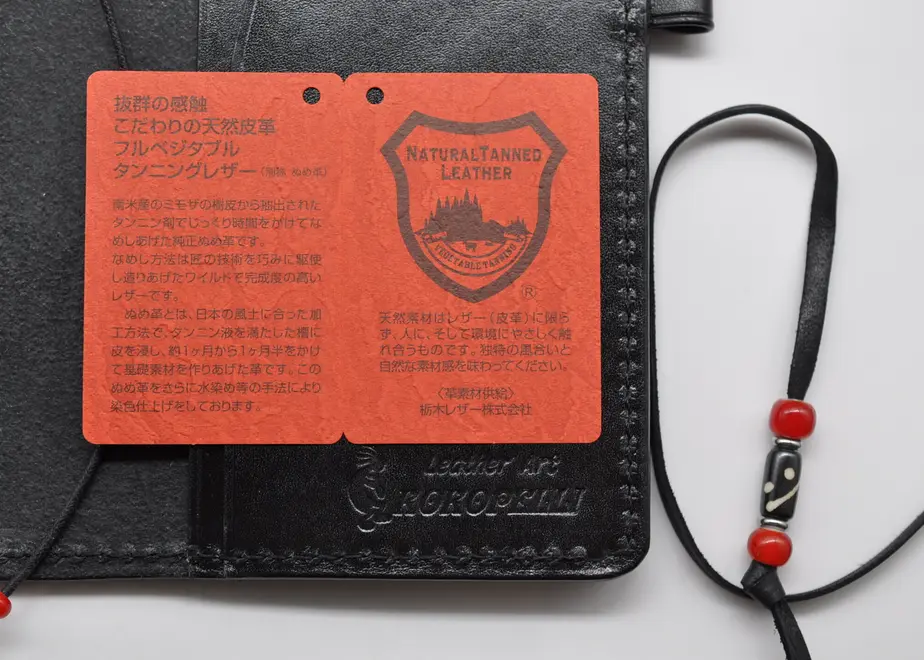 抜群の感触
こだわりの天然皮革
フルベジタブル
タンニングレザー
南米産のミモザの樹皮から抽出された
タンニン剤でじっくり時間をかけてな
めしあげた純正ぬめ革です。
なめし方法は匠の技術を巧みに駆使
し造りあげたワイルドで完成度の高い
レザーです。
ぬめ革とは、日本の風土に合った加
工方法で、タンニン液を満たした槽に
皮を浸し、約1ヶ月から1ヶ月半をかけ
て基礎素材を作りあげた革です。この
ぬめ革をさらに水染め等の手法により
染色仕上げをしております。
NATURALTANNED
LEATHER
VEGETABLE TANNING
®
天然素材はレザー(皮革)に限ら
ず、人に、そして環境にやさしく触
れ合うものです。独特の風合いと
自然な素材感を味わってください。
〈革素材供給〉
栃木レザー株式会社
Leather Art
KOKOPELLI